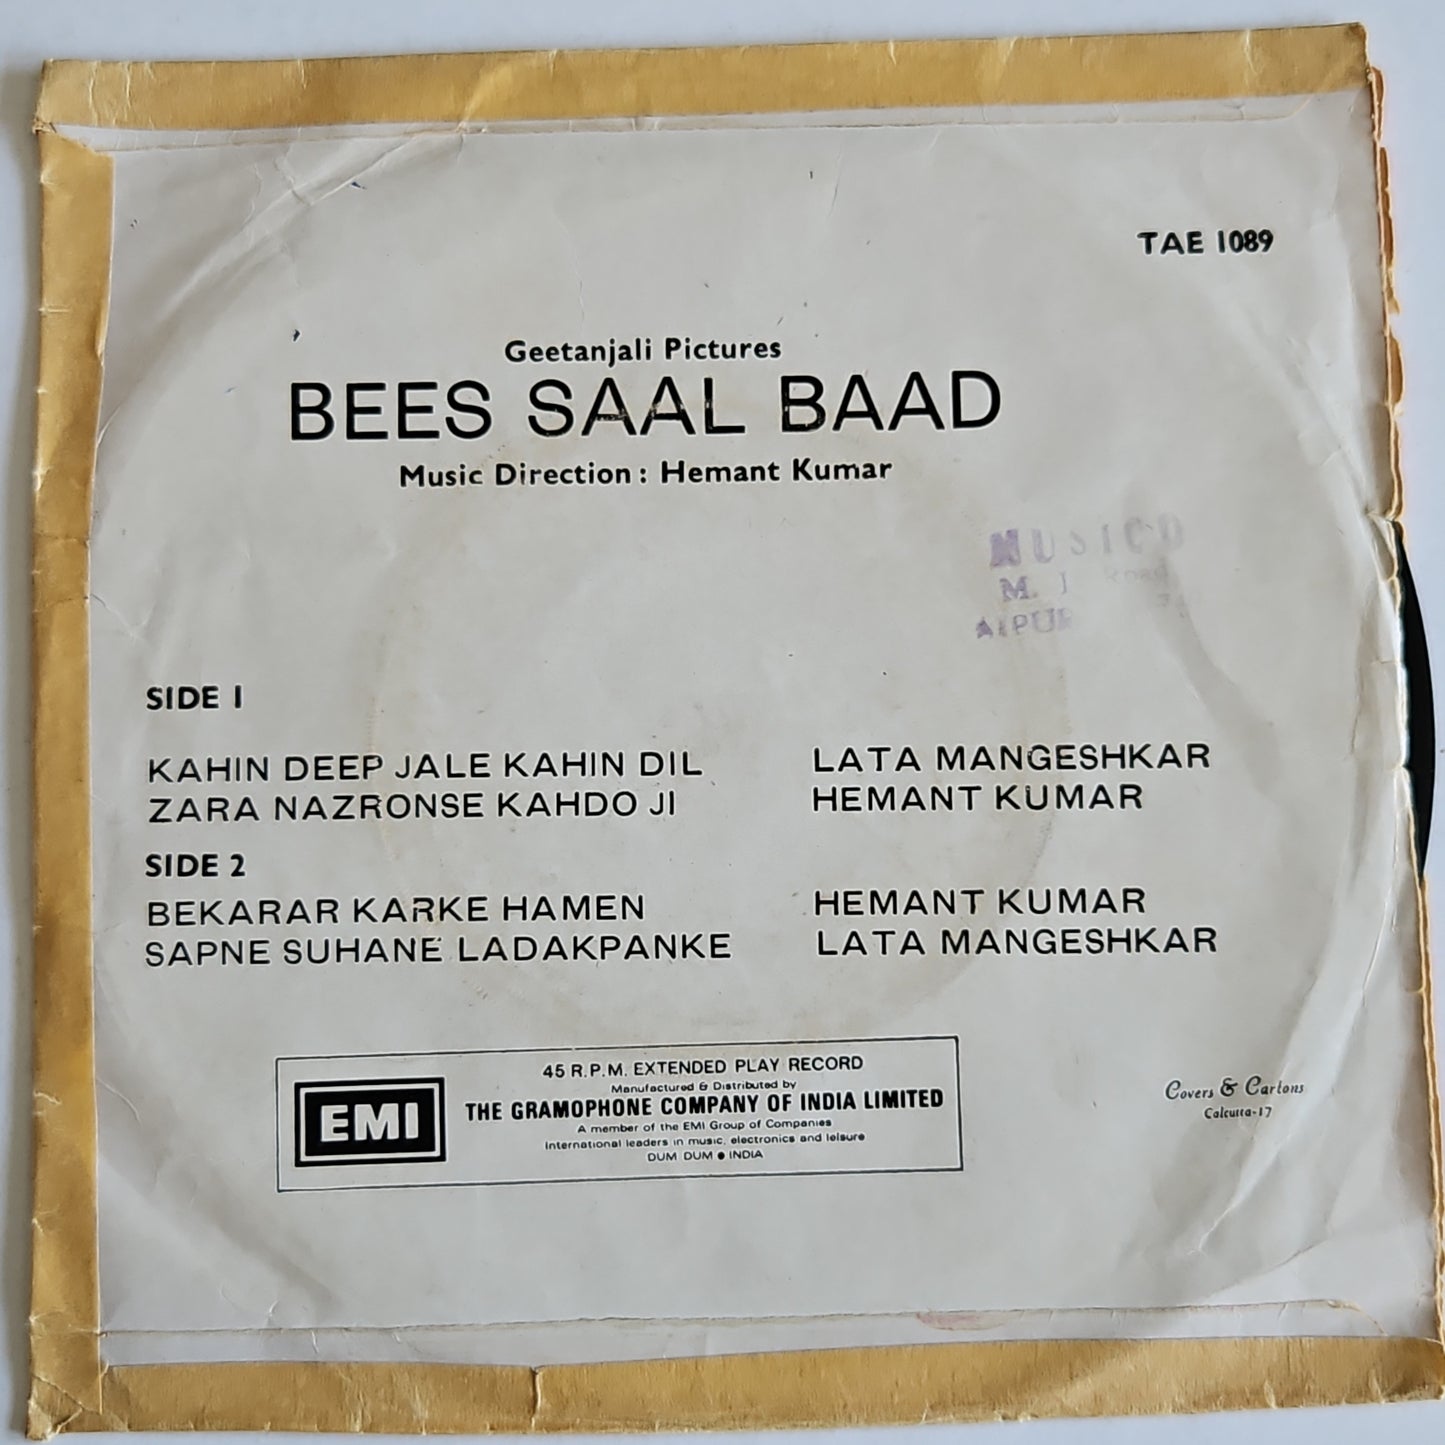 TAE 1089
Geetanjali Pictures
BEES SAAL BAAD
Music Direction : Hemant Kumar
MUSICO
M.
SIDE 1
KAHIN DEEP JALE KAHIN DIL LATA MANGESHKAR
ZARA NAZRONSE KAHDO JI HEMANT KUMAR
SIDE 2
BEKARAR KARKE HAMEN HEMANT KUMAR
SAPNE SUHANE LADAKPANKE LATA MANGESHKAR
EMI
45 R.P.M. EXTENDED PLAY RECORD
Manufactured & Distributed by
THE GRAMOPHONE COMPANY OF INDIA LIMITED
A member of the EMI Group of Companies
International leaders in music, electronics and leisure
DUM DUM ● INDIA
Covers & Cartons
Calcutta-17